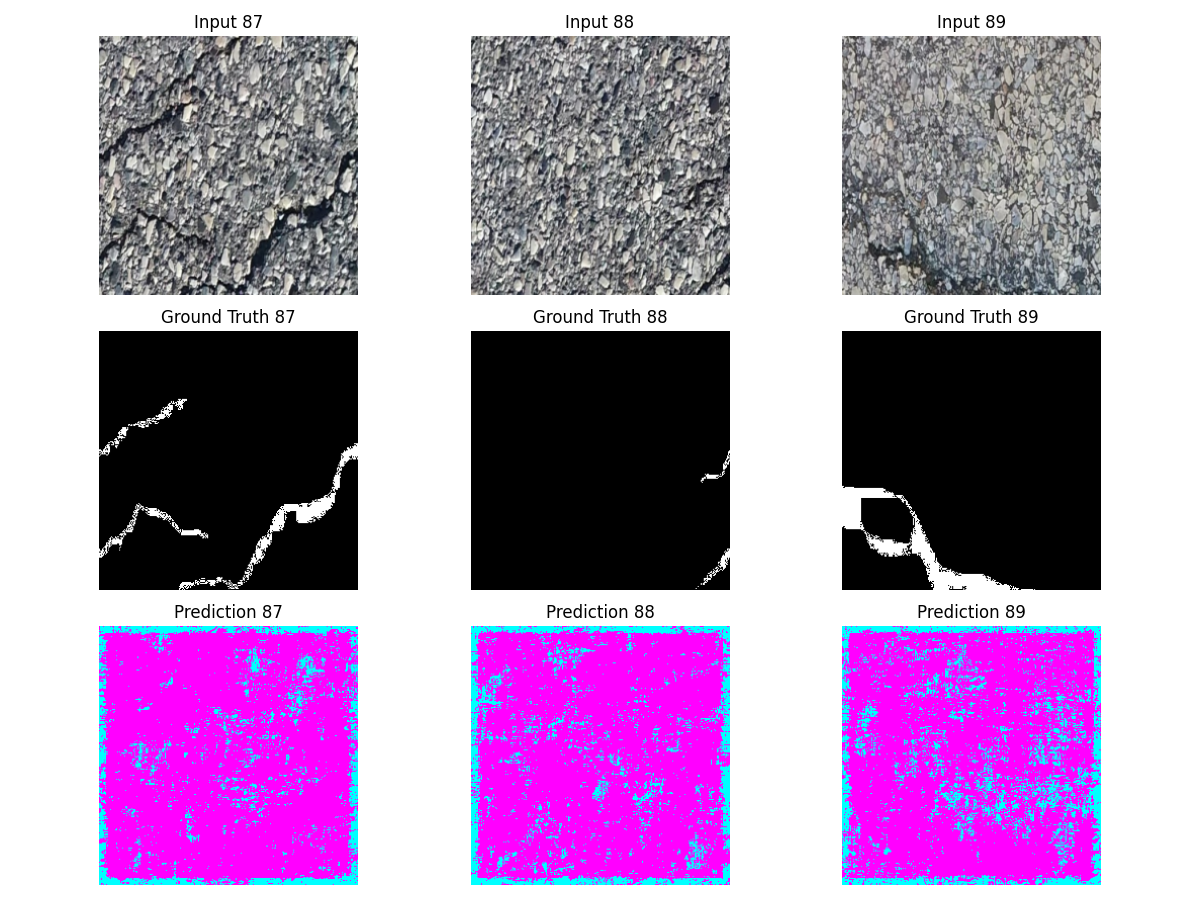 Input 87
Input 88
Input 89
Ground Truth 87
Ground Truth 88
Ground Truth 89
Prediction 87
Prediction 88
Prediction 89